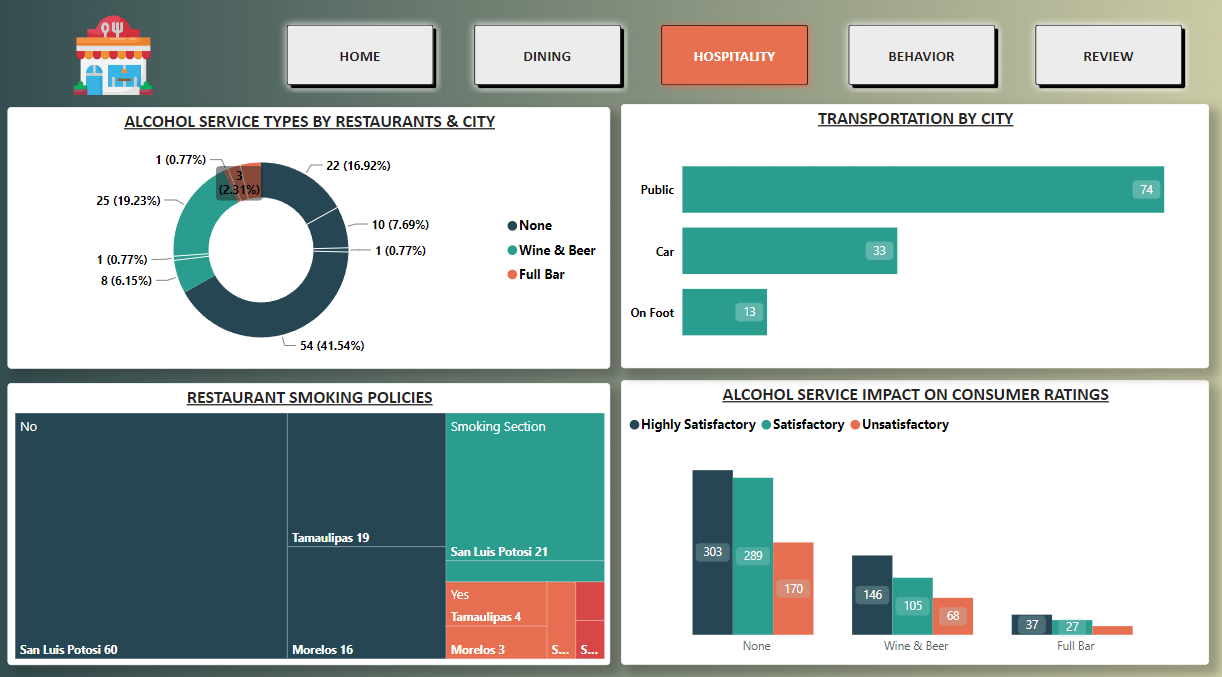 HOME
DINING
HOSPITALITY
BEHAVIOR
REVIEW
ALCOHOL SERVICE TYPES BY RESTAURANTS & CITY
1 (0.77%)
3
(2.31%)
22 (16.92%)
25 (19.23%)
10 (7.69%)
1 (0.77%)
1 (0.77%)
8 (6.15%)
54 (41.54%)
None
Wine & Beer
Full Bar
TRANSPORTATION BY CITY
Public
74
Car
33
On Foot
13
RESTAURANT SMOKING POLICIES
No
Smoking Section
Tamaulipas 19
San Luis Potosi 21
Yes
Tamaulipas 4
San Luis Potosi 60
Morelos 16
Morelos 3
S...
S...
ALCOHOL SERVICE IMPACT ON CONSUMER RATINGS
Highly Satisfactory
Satisfactory
Unsatisfactory
303
289
170
146
105
68
37
27
None
Wine & Beer
Full Bar